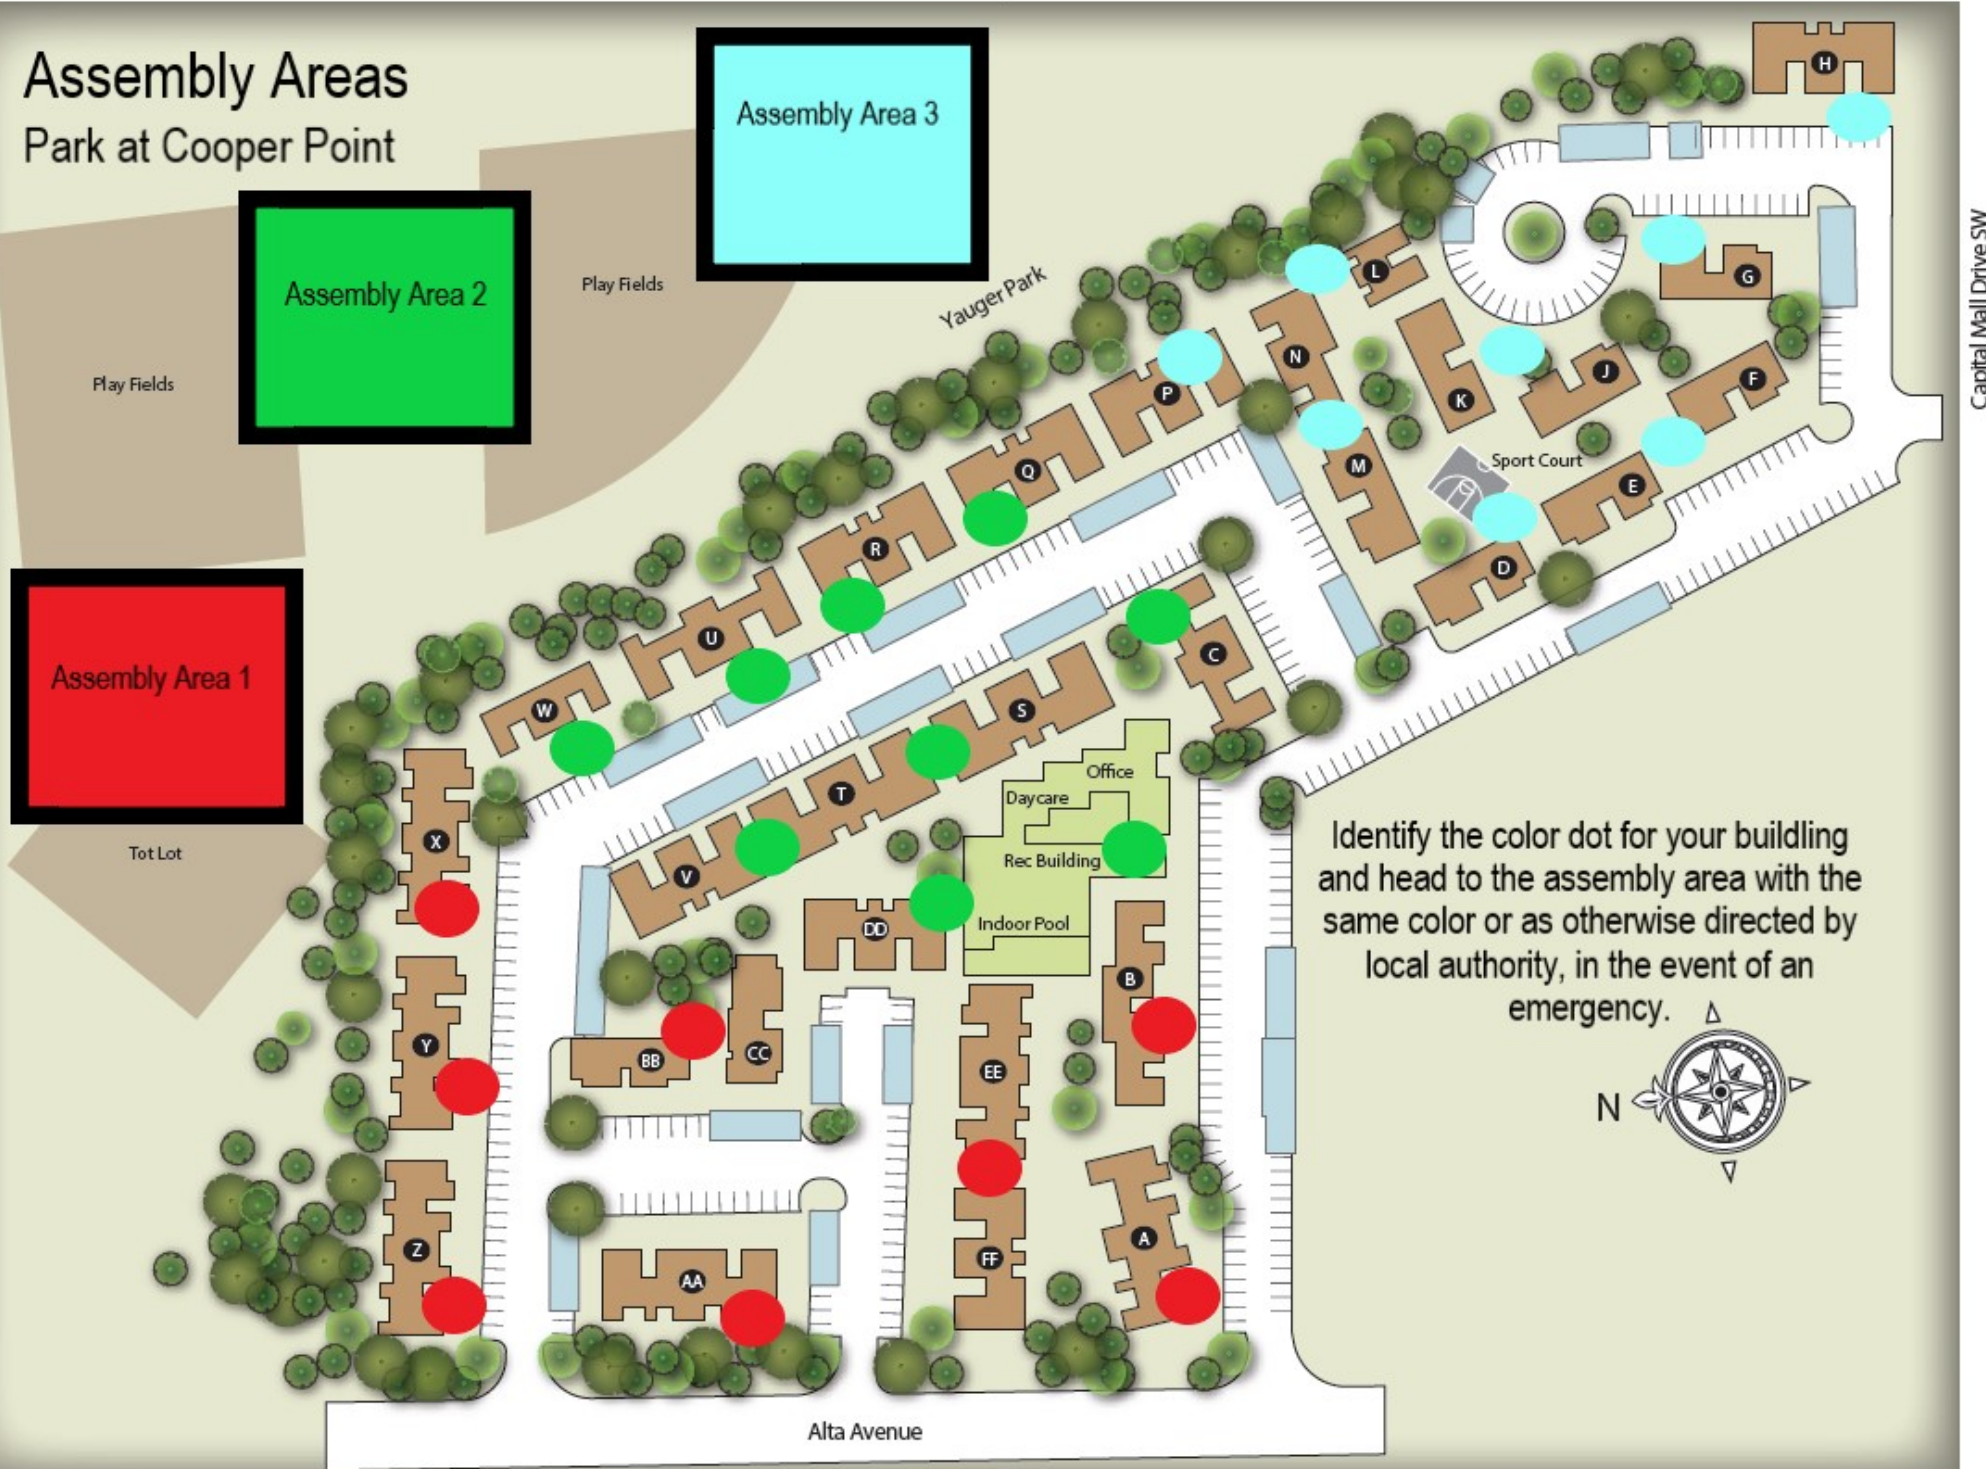 Assembly Areas
Park at Cooper Point
Assembly Area 3
Assembly Area 2
Assembly Area 1
Play Fields
Play Fields
Tot Lot
Yauger Park
Capital Mall Drive SW
H
G
L
N
K
J
F
P
M
Sport Court
E
D
Q
R
U
W
C
S
T
V
X
Office
Daycare
Rec Building
Indoor Pool
DD
B
Y
BB
CC
EE
Z
AA
FF
A
Identify the color dot for your buildling
and head to the assembly area with the
same color or as otherwise directed by
local authority, in the event of an
emergency.
N
Alta Avenue